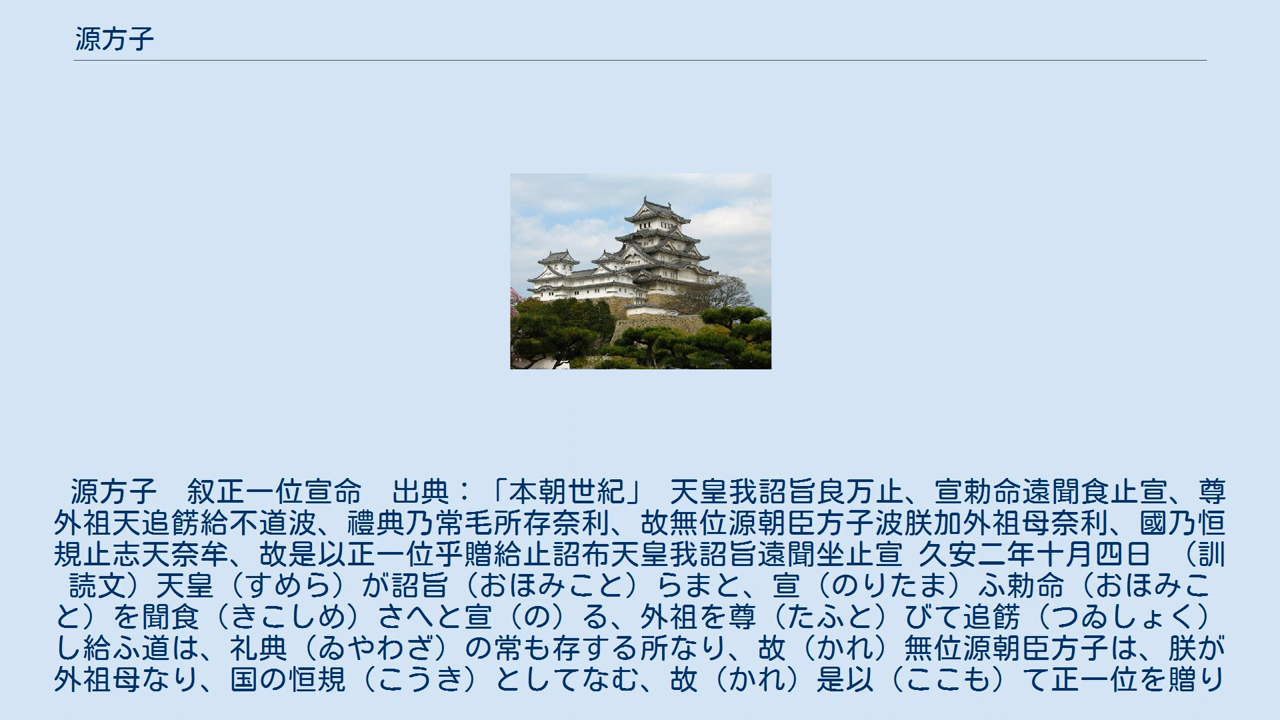 源方子
源方子　叙正一位宣命　出典：「本朝世紀」 天皇我詔旨良万止、宣勅命遠聞食止宣、尊
外祖天追餝給不道波、禮典乃常毛所存奈利、故無位源朝臣方子波朕加外祖母奈利、國乃恒
規止志天奈牟、故是以正一位乎贈給止詔布天皇我詔旨遠聞坐止宣 久安二年十月四日 （訓
読文）天皇（すめら）が詔旨（おほみこと）らまと、宣（のりたま）ふ勅命（おほみこ
と）を聞食（きこしめ）さへと宣（の）る、外祖を尊（たふと）びて追餝（つゐしょく）
し給ふ道は、礼典（ゐやわざ）の常も存する所なり、故（かれ）無位源朝臣方子は、朕が
外祖母なり、国の恒規（こうき）としてなむ、故（かれ）是以（ここも）て正一位を贈り